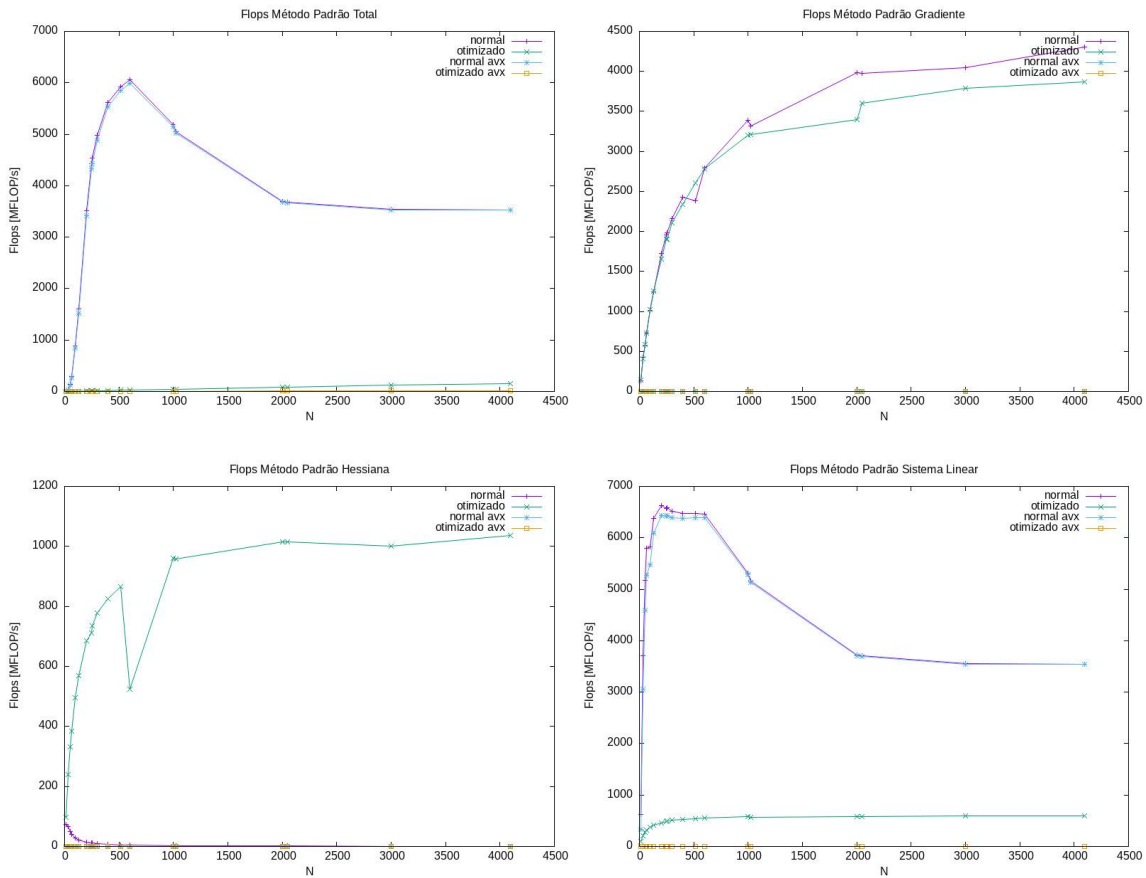 Flops Método Padrão Total
7000
6000
5000
4000
3000
2000
1000
0
Flops [MFLOP/s]
normal
otimizado
normal avx
otimizado avx
0 500 1000 1500 2000 2500 3000 3500 4000 4500
N
Flops Método Padrão Gradiente
4500
4000
3500
3000
2500
2000
1500
1000
500
0
Flops [MFLOP/s]
normal
otimizado
normal avx
otimizado avx
0 500 1000 1500 2000 2500 3000 3500 4000 4500
N
Flops Método Padrão Hessiana
1200
1000
800
600
400
200
0
Flops [MFLOP/s]
normal
otimizado
normal avx
otimizado avx
0 500 1000 1500 2000 2500 3000 3500 4000 4500
N
Flops Método Padrão Sistema Linear
7000
6000
5000
4000
3000
2000
1000
0
Flops [MFLOP/s]
normal
otimizado
normal avx
otimizado avx
0 500 1000 1500 2000 2500 3000 3500 4000 4500
N